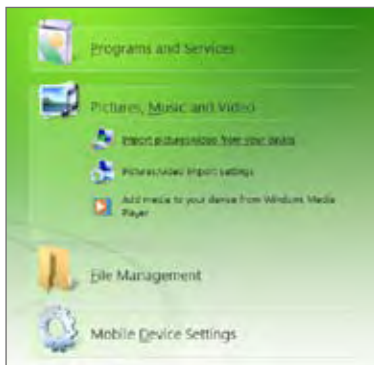 Programs and Services
Pictures, Music and Video
Import pictures/video from your device
Pictures/video import settings
Add media to your device from Windows Media
Player
File Management
Mobile Device Settings